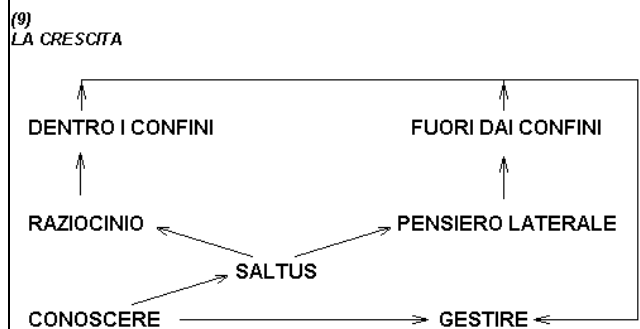 (9)
LA CRESCITA
DENTRO I CONFINI FUORI DAI CONFINI
RAZIOCINIO PENSIERO LATERALE
SALTUS
CONOSCERE GESTIRE